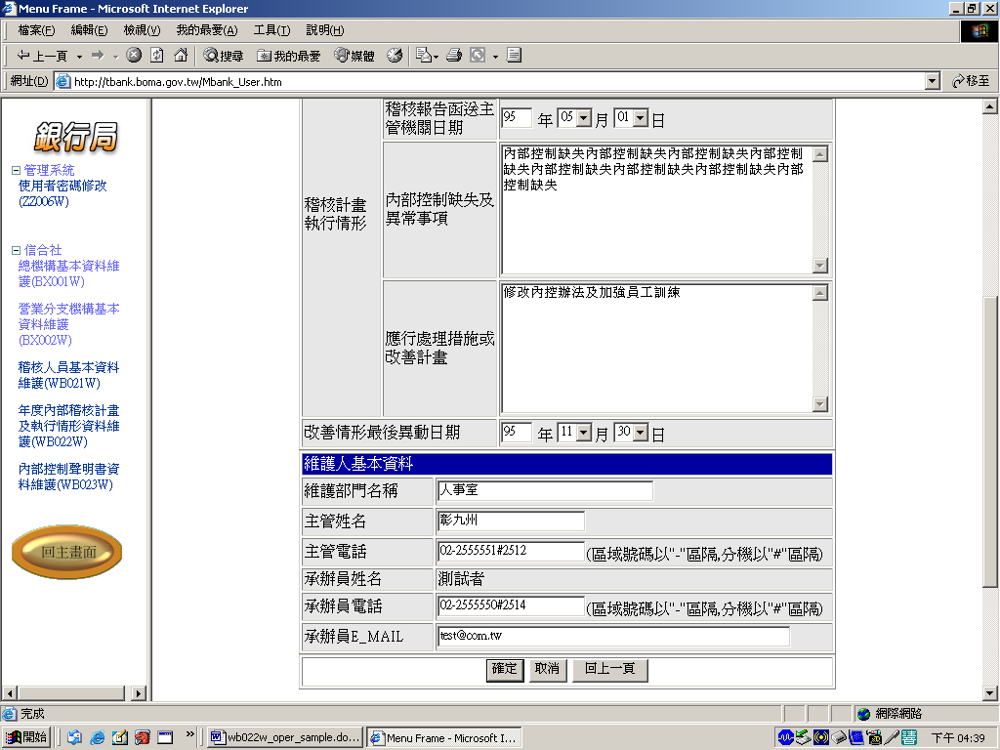 Menu Frame - Microsoft Internet Explorer
檔案(F) 編輯(E) 檢視(V) 我的最愛(A) 工具(T) 說明(H)
上一頁 搜尋 我的最愛 媒體
網址(D) http://tbank.boma.gov.tw/Mbank_User.htm 移至
銀行局
管理系統
使用者密碼修改
(ZZ006W)
信合社
總機構基本資料維
護(BX001W)
營業分支機構基本
資料維護
(BX002W)
稽核人員基本資料
維護(WB021W)
年度內部稽核計畫
及執行情形資料維
護(WB022W)
內部控制聲明書資
料維護(WB023W)
回主畫面
稽核計畫
執行情形
稽核報告函送主
管機關日期
95 年 05 月 01 日
內部控制缺失及
異常事項
內部控制缺失內部控制缺失內部控制缺失內部控制
缺失內部控制缺失內部控制缺失內部控制缺失內部
控制缺失
應行處理措施或
改善計畫
修改內控辦法及加強員工訓練
改善情形最後異動日期 95 年 11 月 30 日
維護人基本資料
維護部門名稱 人事室
主管姓名 彰九州
主管電話 02-2555551#2512 (區域號碼以"-"區隔,分機以"#"區隔)
承辦員姓名 測試者
承辦員電話 02-2555550#2514 (區域號碼以"-"區隔,分機以"#"區隔)
承辦員E_MAIL test@com.tw
確定 取消 回上一頁
完成 網際網路
開始 wb022w_oper_sample.do... Menu Frame - Microsoft I... 下午 04:39